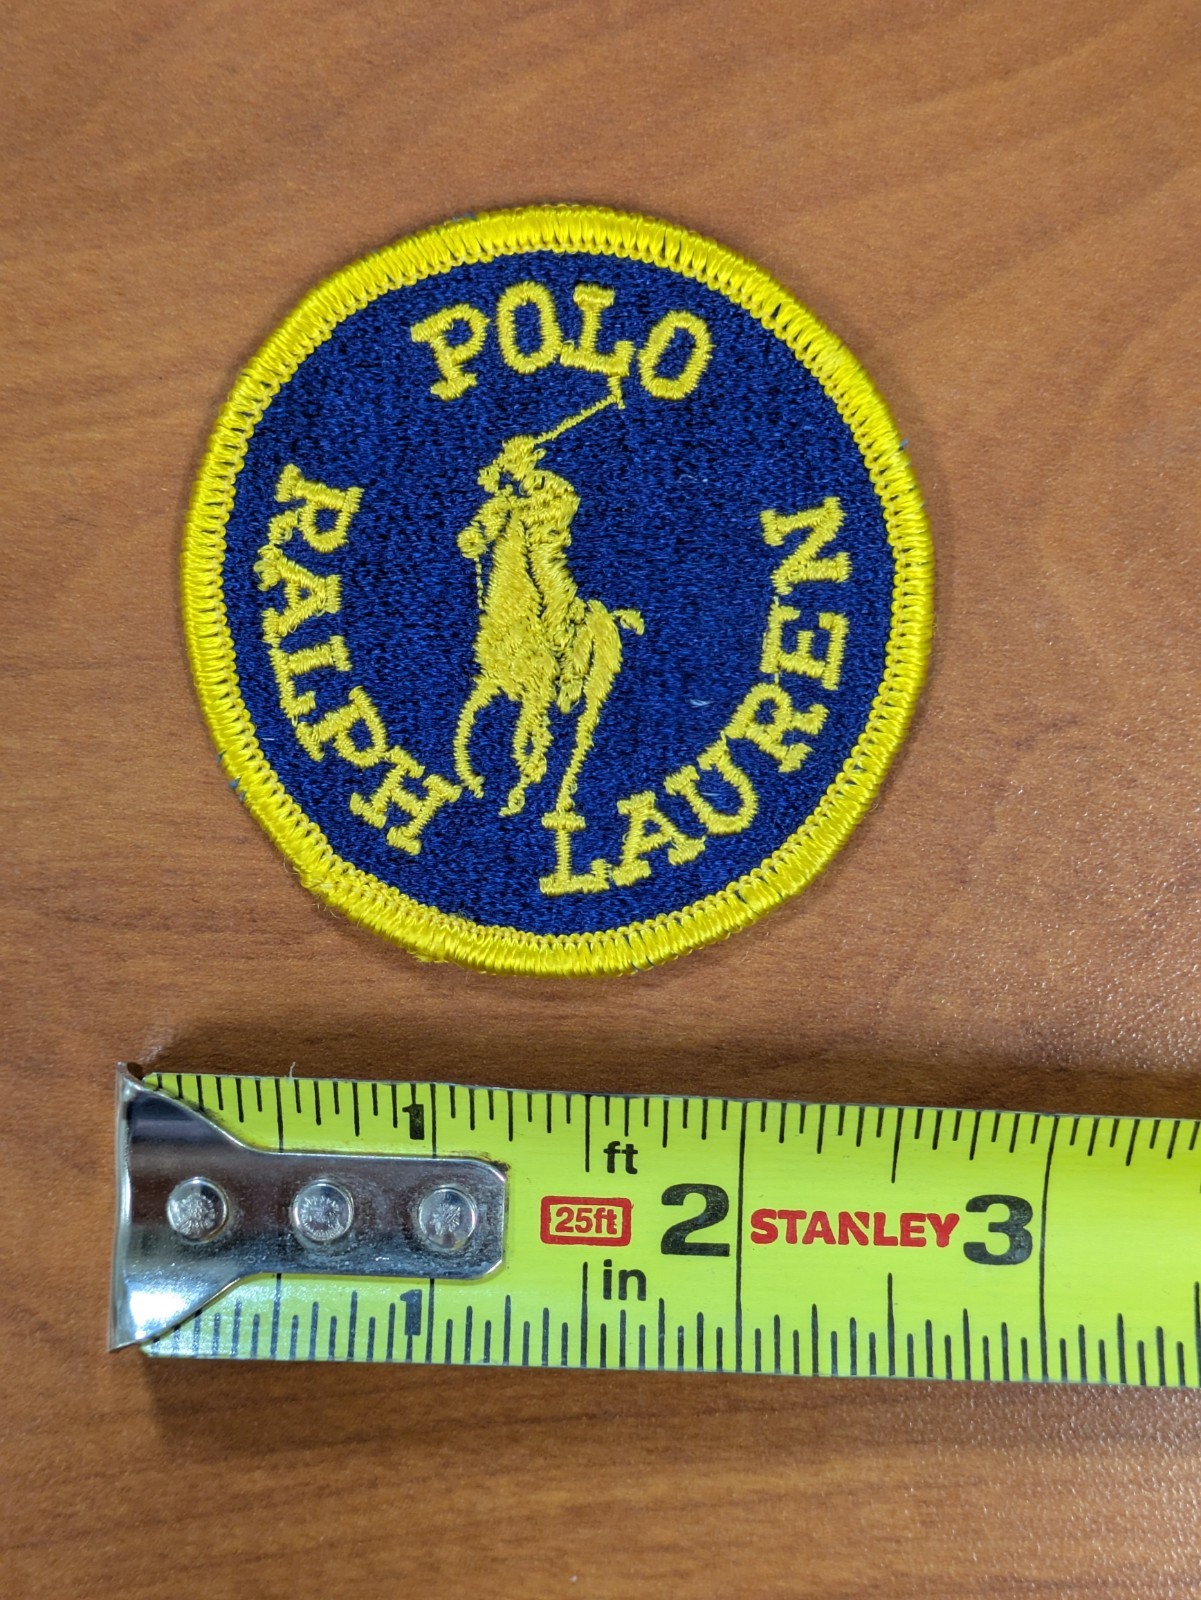 POLO
RALPH
LAUREN
1
ft
25ft
2
STANLEY
3
in
1